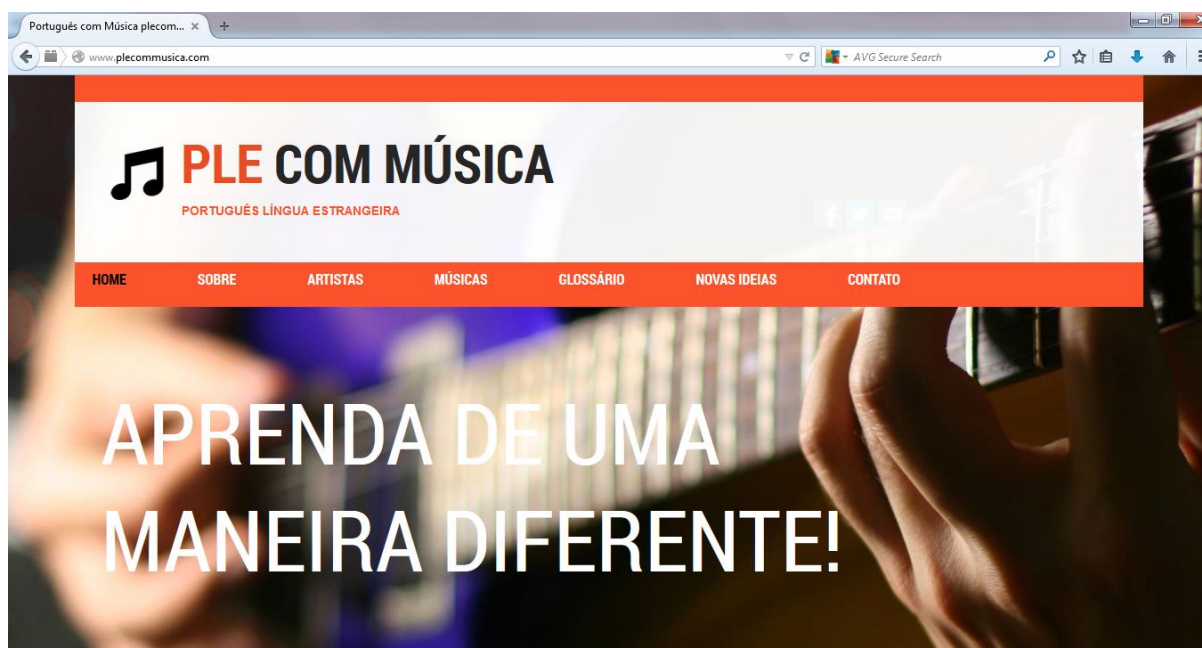 Português com Música plecom...
www.plecommusica.com
AVG Secure Search
PLE COM MÚSICA
PORTUGUÊS LÍNGUA ESTRANGEIRA
HOME SOBRE ARTISTAS MÚSICAS GLOSSÁRIO NOVAS IDEIAS CONTATO
APRENDA DE UMA
MANEIRA DIFERENTE!